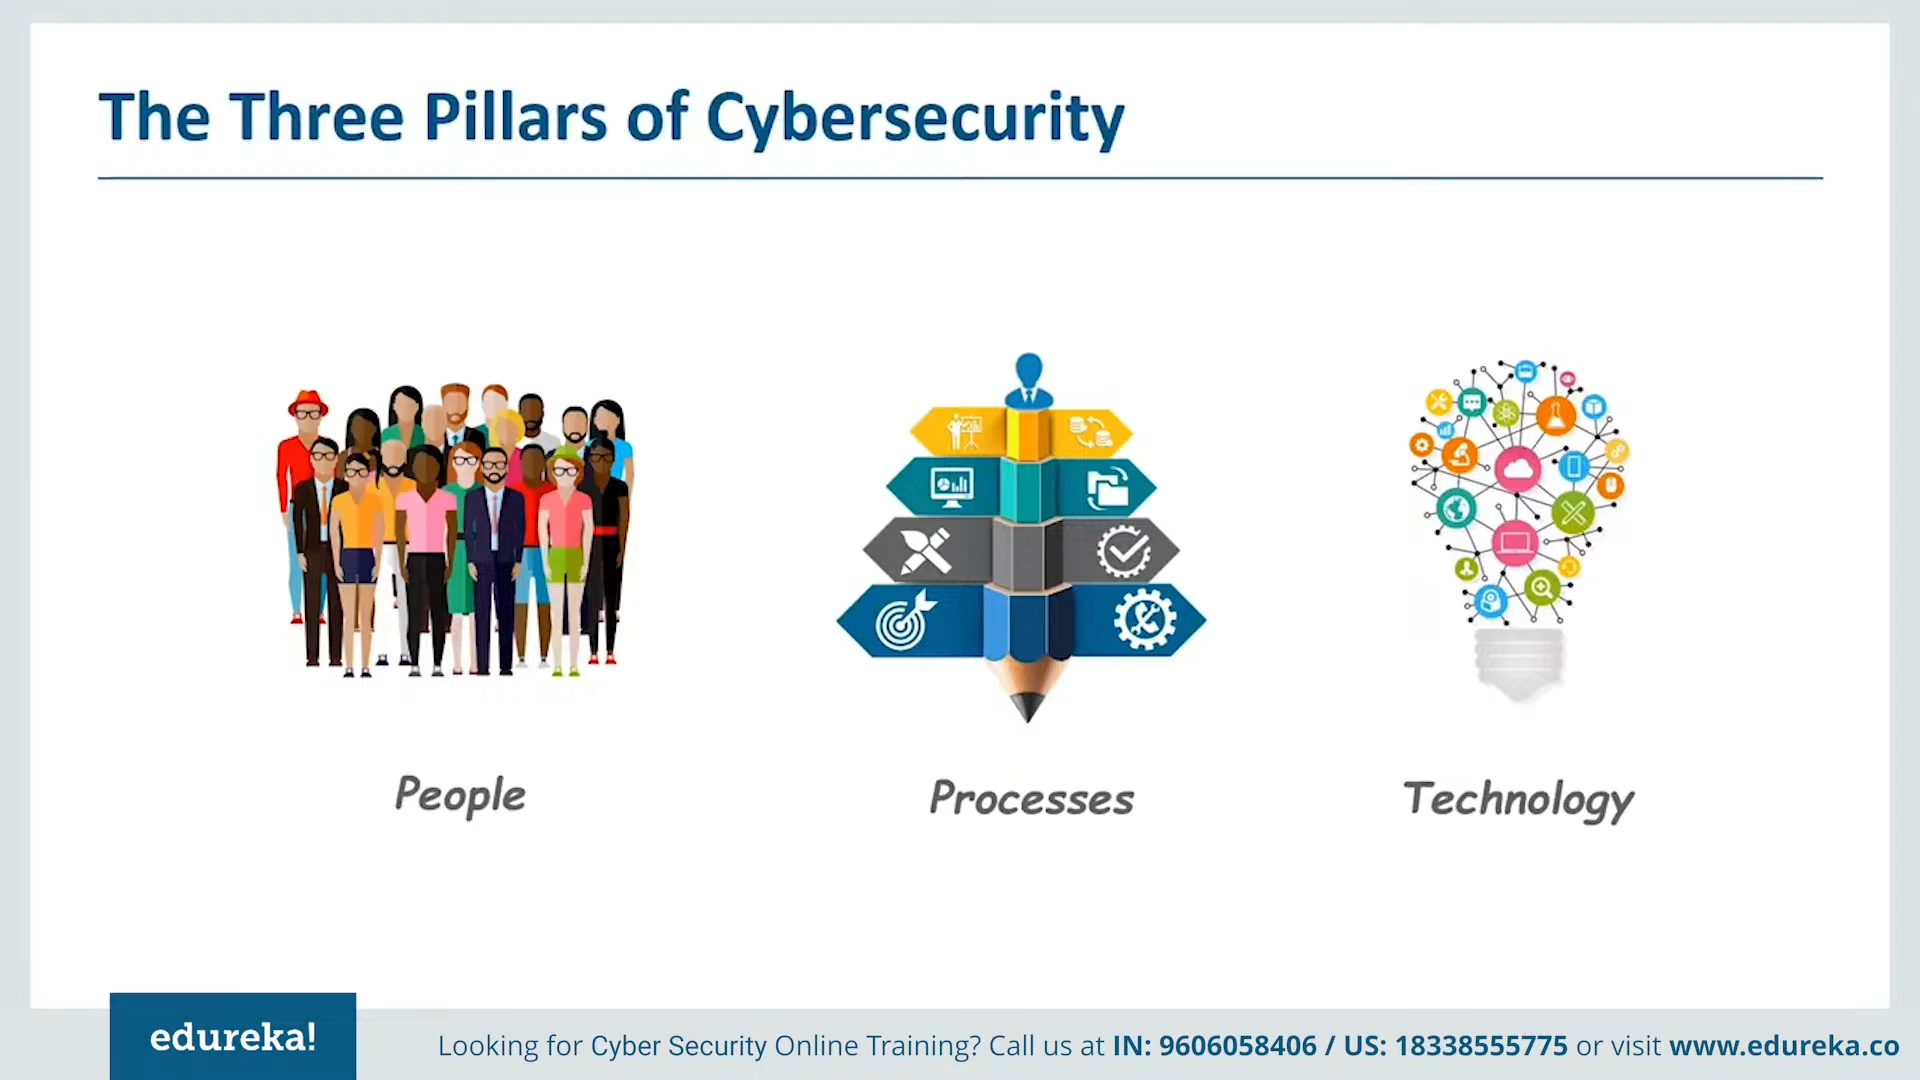 The Three Pillars of Cybersecurity
People
Processes
Technology
edureka!
Looking for Cyber Security Online Training? Call us at IN: 9606058406 / US: 18338555775 or visit www.edureka.co